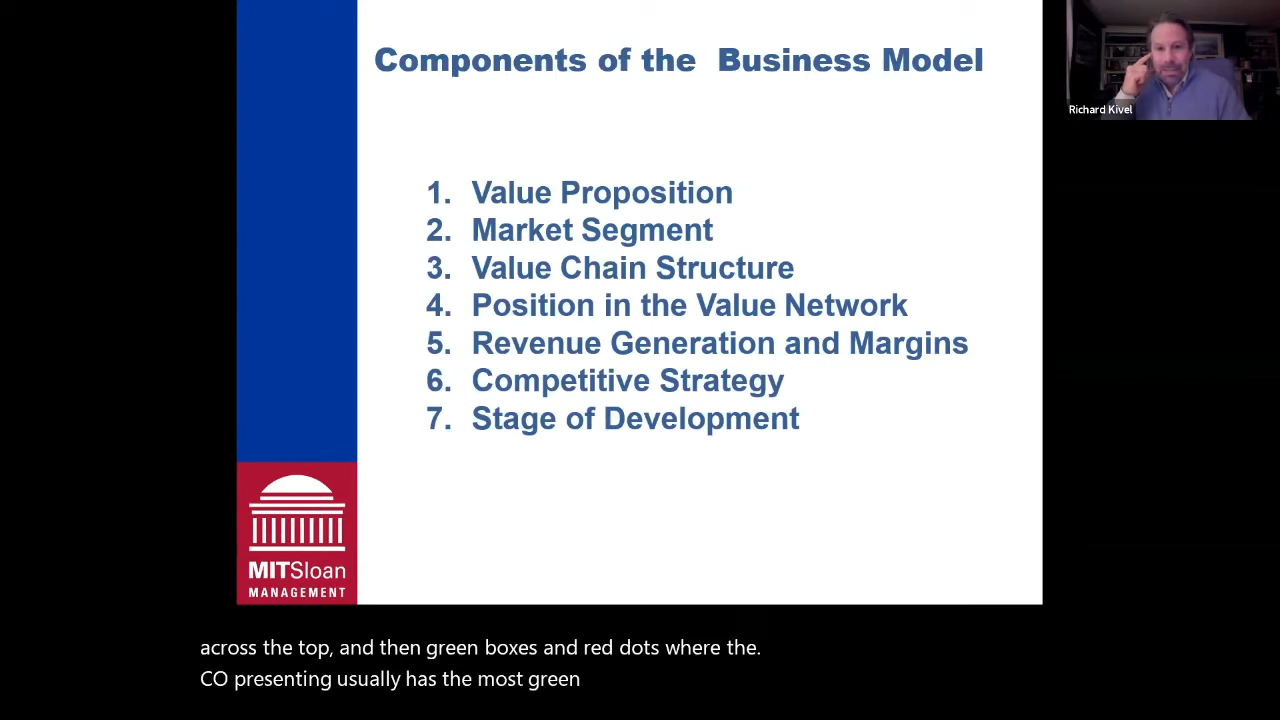 Components of the Business Model
Richard Kivel
1. Value Proposition
2. Market Segment
3. Value Chain Structure
4. Position in the Value Network
5. Revenue Generation and Margins
6. Competitive Strategy
7. Stage of Development
MITSloan
MANAGEMENT
across the top, and then green boxes and red dots where the.
CO presenting usually has the most green